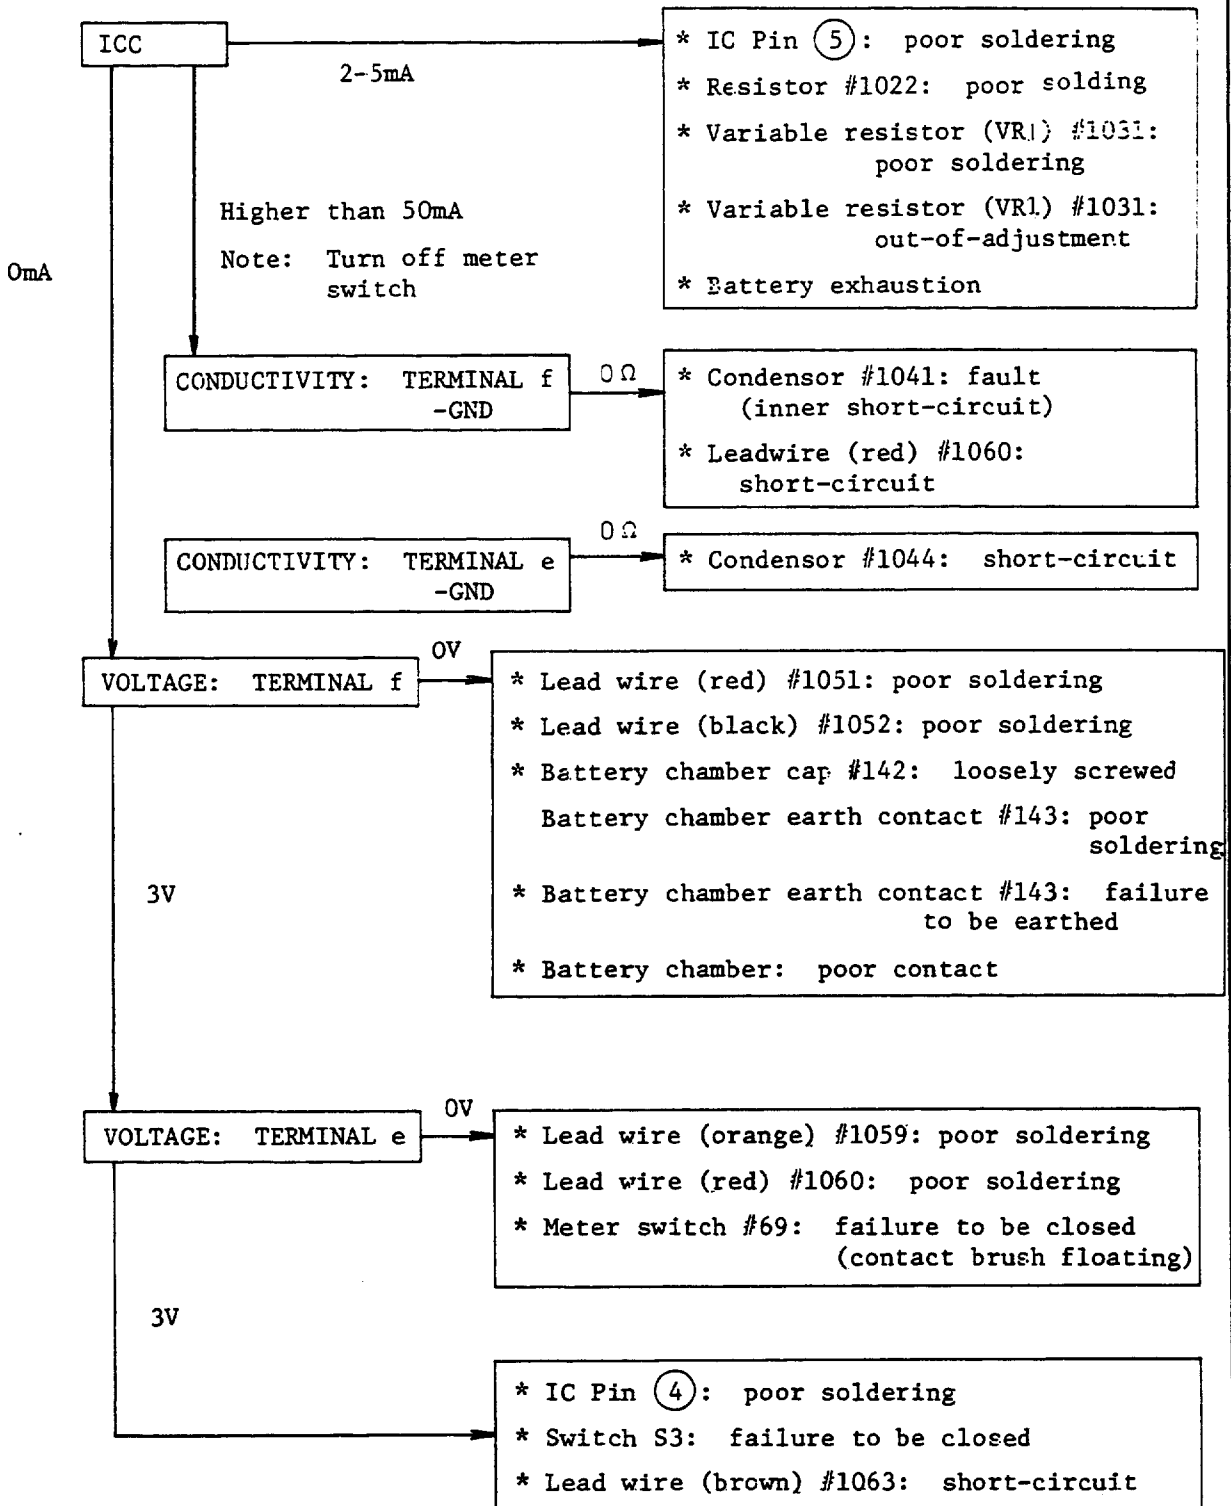 ICC
2-5mA
* IC Pin 5: poor soldering
* Resistor #1022: poor solding
* Variable resistor (VR1) #1031:
poor soldering
* Variable resistor (VR1) #1031:
out-of-adjustment
* Battery exhaustion
Higher than 50mA
Note: Turn off meter
switch
0mA
CONDUCTIVITY: TERMINAL f
-GND
0Ω
* Condensor #1041: fault
(inner short-circuit)
* Leadwire (red) #1060:
short-circuit
CONDUCTIVITY: TERMINAL e
-GND
0Ω
* Condensor #1044: short-circuit
VOLTAGE: TERMINAL f
0V
* Lead wire (red) #1051: poor soldering
* Lead wire (black) #1052: poor soldering
* Battery chamber cap #142: loosely screwed
Battery chamber earth contact #143: poor
soldering
* Battery chamber earth contact #143: failure
to be earthed
* Battery chamber: poor contact
3V
VOLTAGE: TERMINAL e
0V
* Lead wire (orange) #1059: poor soldering
* Lead wire (red) #1060: poor soldering
* Meter switch #69: failure to be closed
(contact brush floating)
3V
* IC Pin 4: poor soldering
* Switch S3: failure to be closed
* Lead wire (brown) #1063: short-circuit